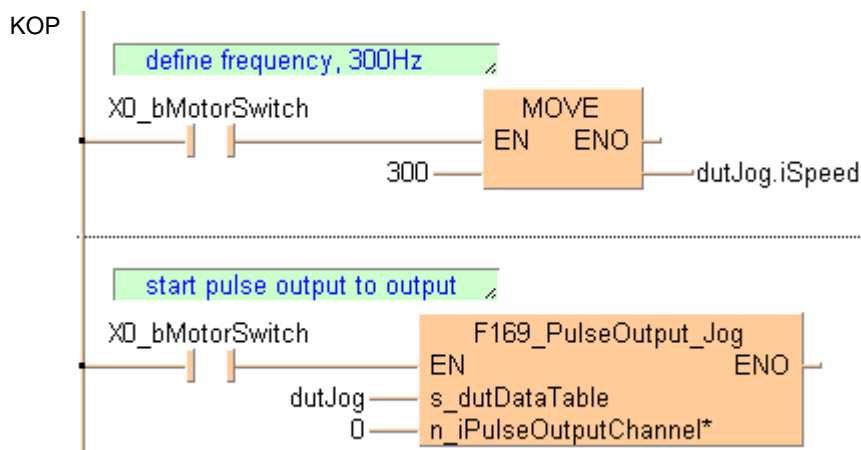 KOP
define frequency, 300Hz
X0_bMotorSwitch
MOVE
EN ENO
300
dutJog.iSpeed
start pulse output to output
X0_bMotorSwitch
F169_PulseOutput_Jog
EN ENO
dutJog s_dutDataTable
0 n_iPulseOutputChannel*